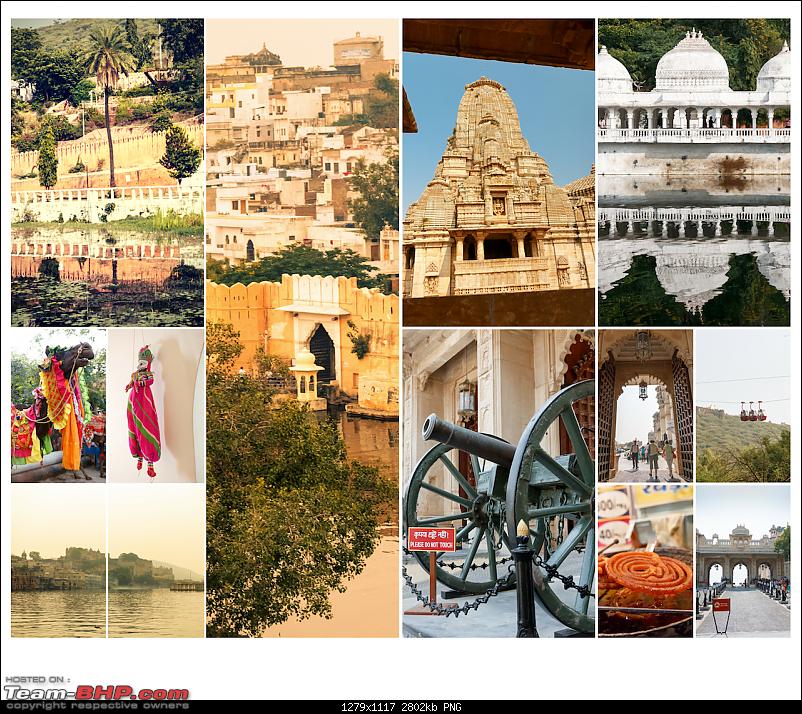 कृपया छुएँ नहीं।
PLEASE DO NOT TOUCH
HOSTED ON :
Team-BHP.com
copyright respective owners
1279x1117 2802kb PNG